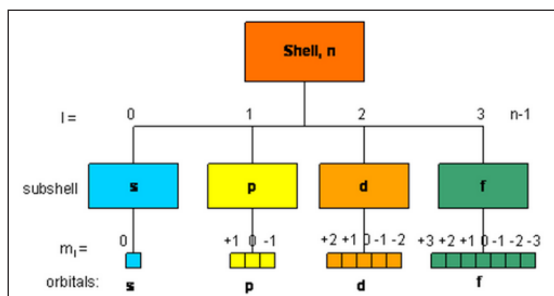 Shell, n
l = 0 1 2 3 n-1
subshell s p d f
m_l= 0 +1 0 -1 +2 +1 0 -1 -2 +3 +2 +1 0 -1 -2 -3
orbitals: s p d f